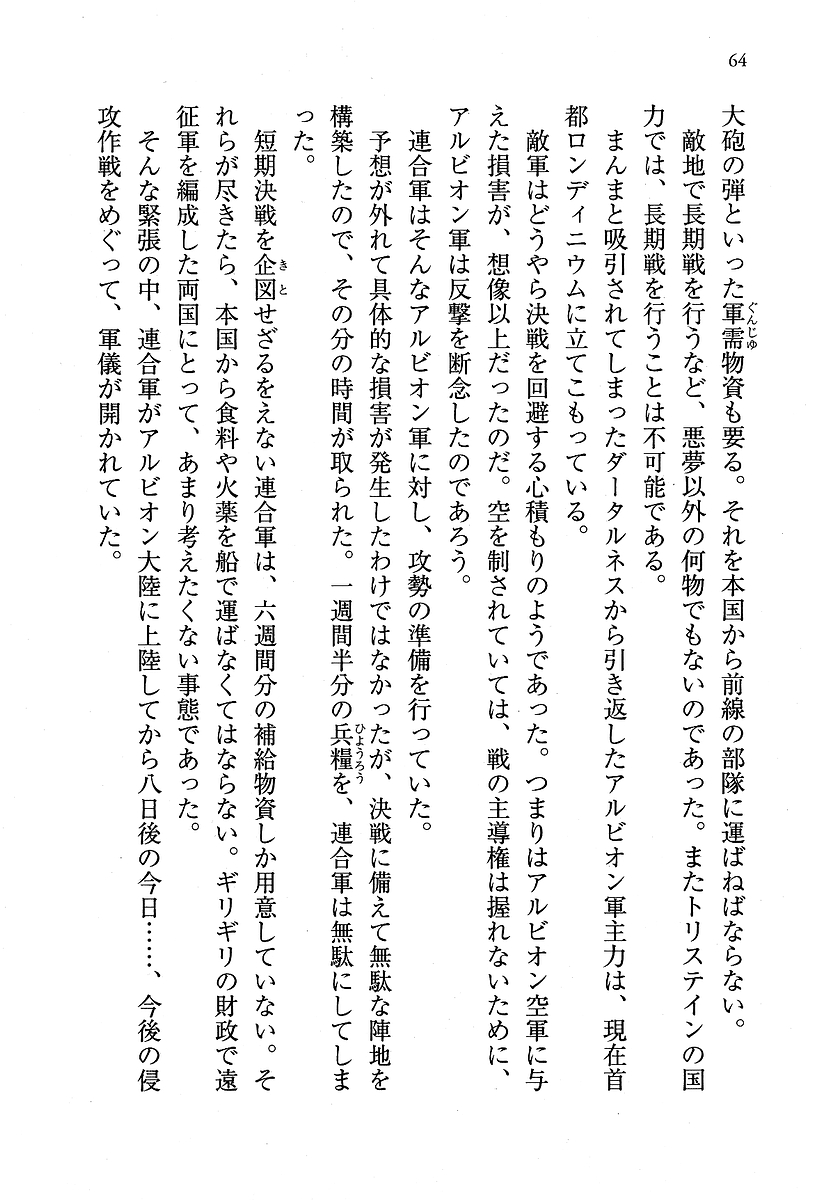 64
大砲の弾といった軍需物資も要る。それを本国から前線の部隊に運ばねばならない。
敵地で長期戦を行うなど、悪夢以外の何物でもないのであった。またトリステインの国
力では、長期戦を行うことは不可能である。
まんまと吸引されてしまったダータルネスから引き返したアルビオン軍主力は、現在首
都ロンディニウムに立てこもっている。
敵軍はどうやら決戦を回避する心積もりのようであった。つまりはアルビオン空軍に与
えた損害が、想像以上だったのだ。空を制されていては、戦の主導権は握れないために、
アルビオン軍は反撃を断念したのであろう。
連合軍はそんなアルビオン軍に対し、攻勢の準備を行っていた。
予想が外れて具体的な損害が発生したわけではなかったが、決戦に備えて無駄な陣地を
構築したので、その分の時間が取られた。一週間半分の兵糧を、連合軍は無駄にしてしま
った。
短期決戦を企図せざるをえない連合軍は、六週間分の補給物資しか用意していない。そ
れらが尽きたら、本国から食料や火薬を船で運ばなくてはならない。ギリギリの財政で遠
征軍を編成した両国にとって、あまり考えたくない事態であった。
そんな緊張の中、連合軍がアルビオン大陸に上陸してから八日後の今日……、今後の侵
攻作戦をめぐって、軍儀が開かれていた。
ぐんじゅ
ひょうろう
きと